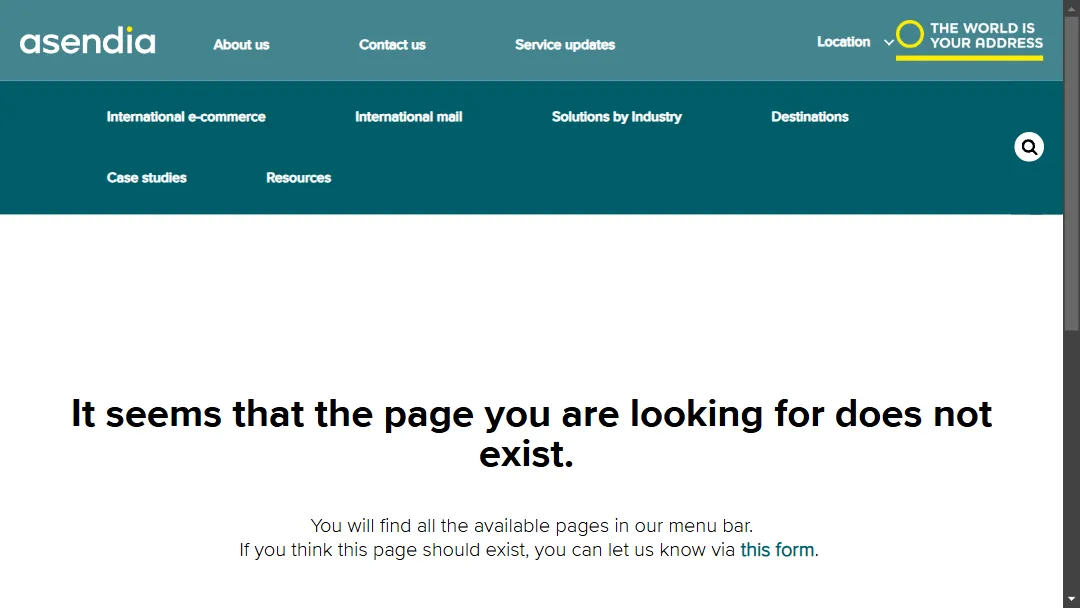 asendia
About us
Contact us
Service updates
Location
THE WORLD IS
YOUR ADDRESS
International e-commerce
International mail
Solutions by Industry
Destinations
Case studies
Resources
It seems that the page you are looking for does not
exist.
You will find all the available pages in our menu bar.
If you think this page should exist, you can let us know via this form.